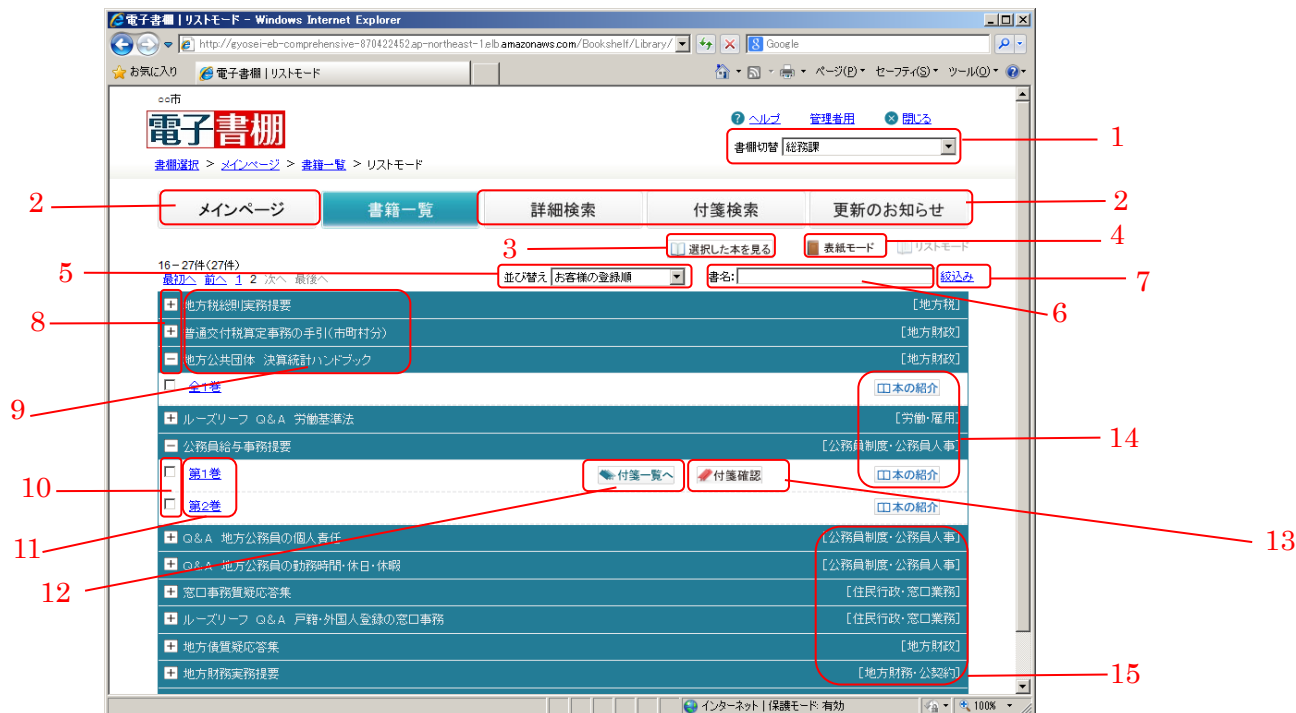 電子書棚 | リストモード - Windows Internet Explorer
http://gyosei-eb-comprehensive-870422452.ap-northeast-1.elb.amazonaws.com/Bookshelf/Library/
Google
お気に入り
電子書棚 | リストモード
ページ(P) セーフティ(S) ツール(O)
○○市
電子書棚
ヘルプ 管理者用 閉じる
書棚切替 総務課
1
書棚選択 > メインページ > 書籍一覧 > リストモード
2 メインページ 書籍一覧 詳細検索 付箋検索 更新のお知らせ 2
3 選択した本を見る 表紙モード リストモード 4
16-27件(27件)
5 最初へ 前へ 1 2 次へ 最後へ 並び替え お客様の登録順 書名: 絞込み 7
6
8
地方税総則実務提要 [地方税]
普通交付税算定事務の手引(市町村分) [地方財政]
地方公共団体 決算統計ハンドブック [地方財政]
9
全1巻 本の紹介
ルーズリーフ Q&A 労働基準法 [労働・雇用]
公務員給与事務提要 [公務員制度・公務員人事] 14
10 第1巻 付箋一覧へ 付箋確認 本の紹介
第2巻 本の紹介
11
Q&A 地方公務員の個人責任 [公務員制度・公務員人事] 13
Q&A 地方公務員の勤務時間・休日・休暇 [公務員制度・公務員人事]
12
窓口事務質疑応答集 [住民行政・窓口業務]
ルーズリーフ Q&A 戸籍・外国人登録の窓口事務 [住民行政・窓口業務]
地方債質疑応答集 [地方財政]
地方財務実務提要 [地方財務・公契約] 15
インターネット | 保護モード: 有効 100%